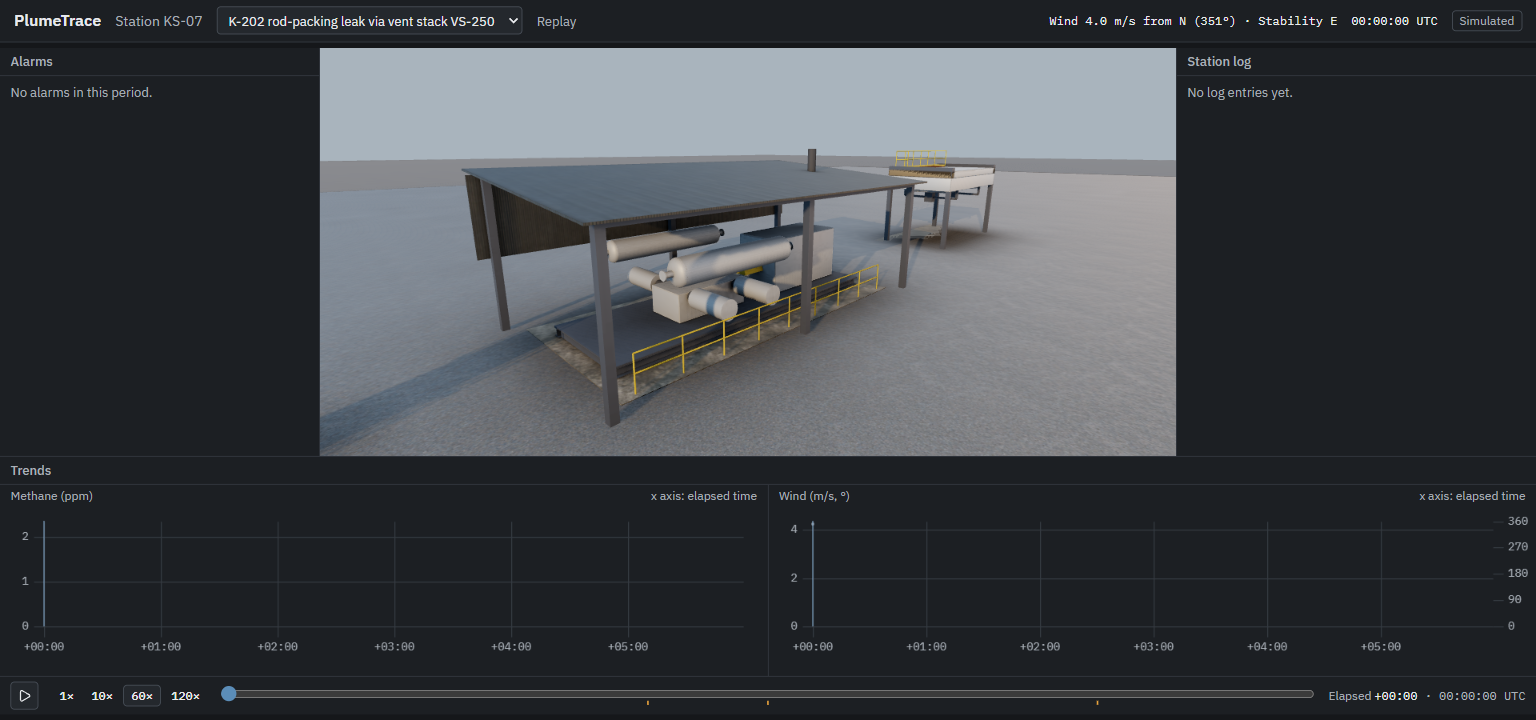 PlumeTrace Station KS-07 K-202 rod-packing leak via vent stack VS-250 Replay Wind 4.0 m/s from N (351°) · Stability E 00:00:00 UTC Simulated
Alarms
No alarms in this period.
Station log
No log entries yet.
Trends
Methane (ppm) x axis: elapsed time
2
1
0
+00:00 +01:00 +02:00 +03:00 +04:00 +05:00
Wind (m/s, °) x axis: elapsed time
4 360
270
2 180
90
0 0
+00:00 +01:00 +02:00 +03:00 +04:00 +05:00
1× 10× 60× 120× Elapsed +00:00 · 00:00:00 UTC